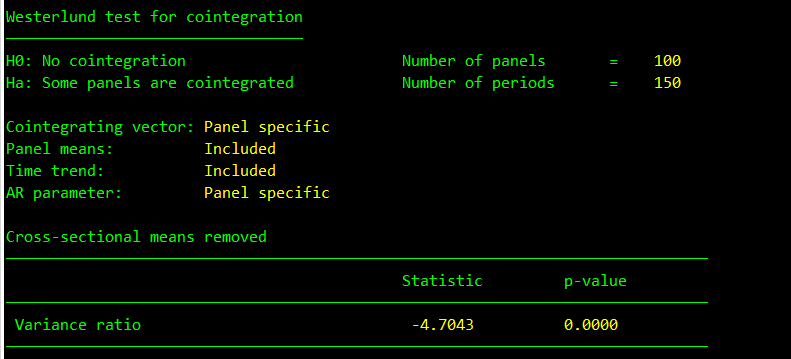 Westerlund test for cointegration
H0: No cointegration Number of panels = 100
Ha: Some panels are cointegrated Number of periods = 150
Cointegrating vector: Panel specific
Panel means: Included
Time trend: Included
AR parameter: Panel specific
Cross-sectional means removed
Statistic p-value
Variance ratio -4.7043 0.0000